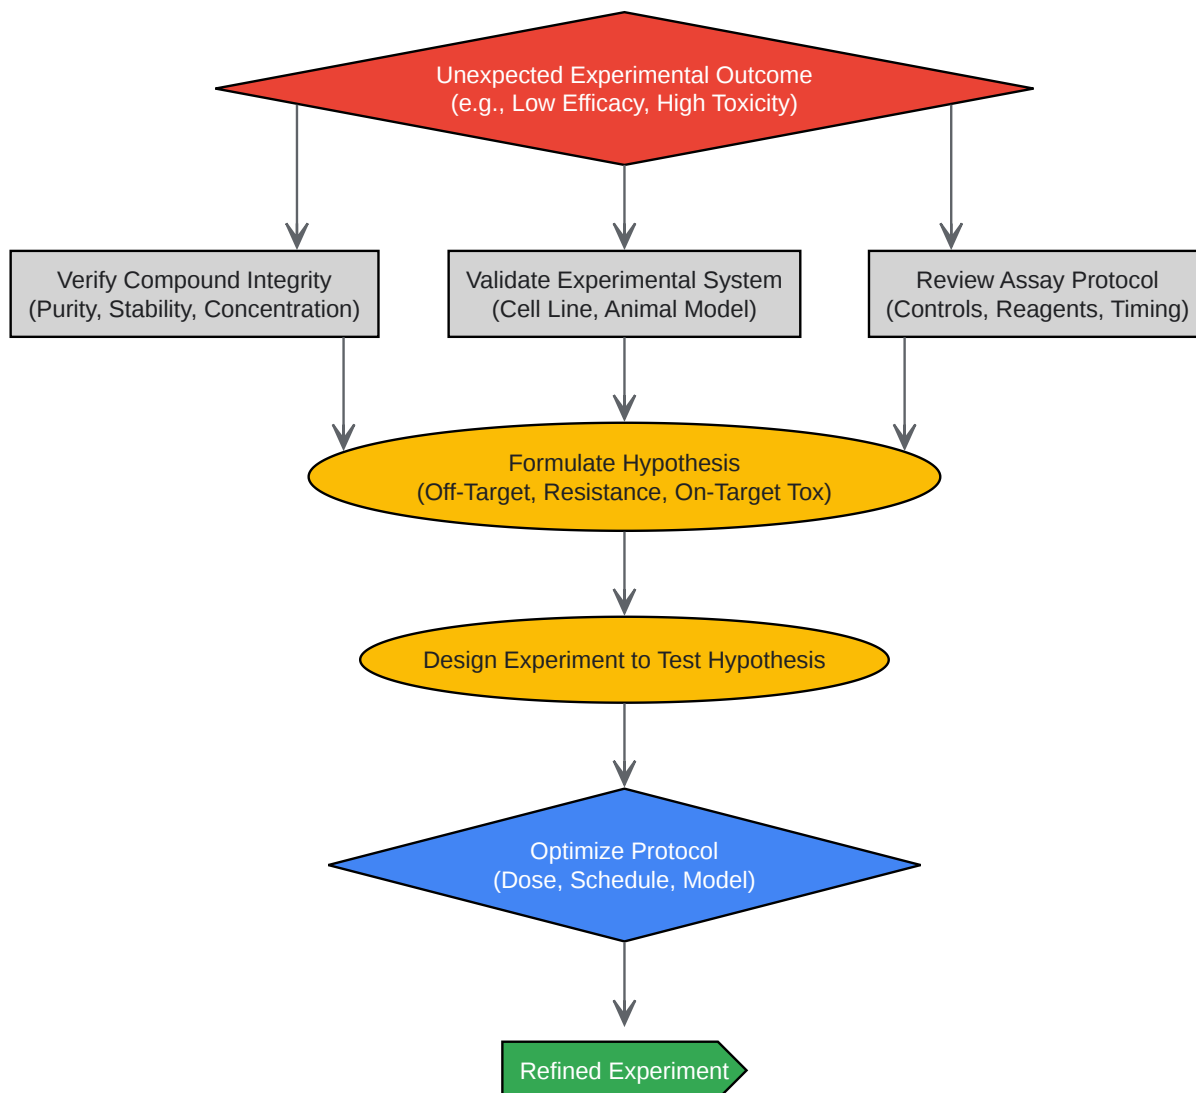 Unexpected Experimental Outcome
(e.g., Low Efficacy, High Toxicity)
Verify Compound Integrity
(Purity, Stability, Concentration)
Validate Experimental System
(Cell Line, Animal Model)
Review Assay Protocol
(Controls, Reagents, Timing)
Formulate Hypothesis
(Off-Target, Resistance, On-Target Tox)
Design Experiment to Test Hypothesis
Optimize Protocol
(Dose, Schedule, Model)
Refined Experiment